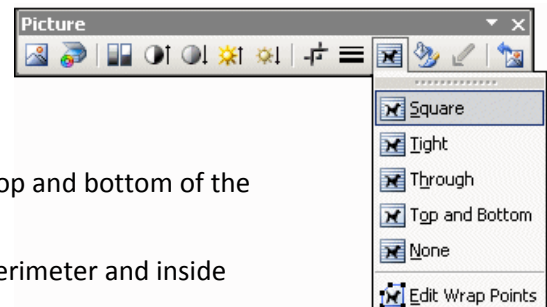 Picture
Square
Tight
Through
op and bottom of the
Top and Bottom
None
erimeter and inside
Edit Wrap Points